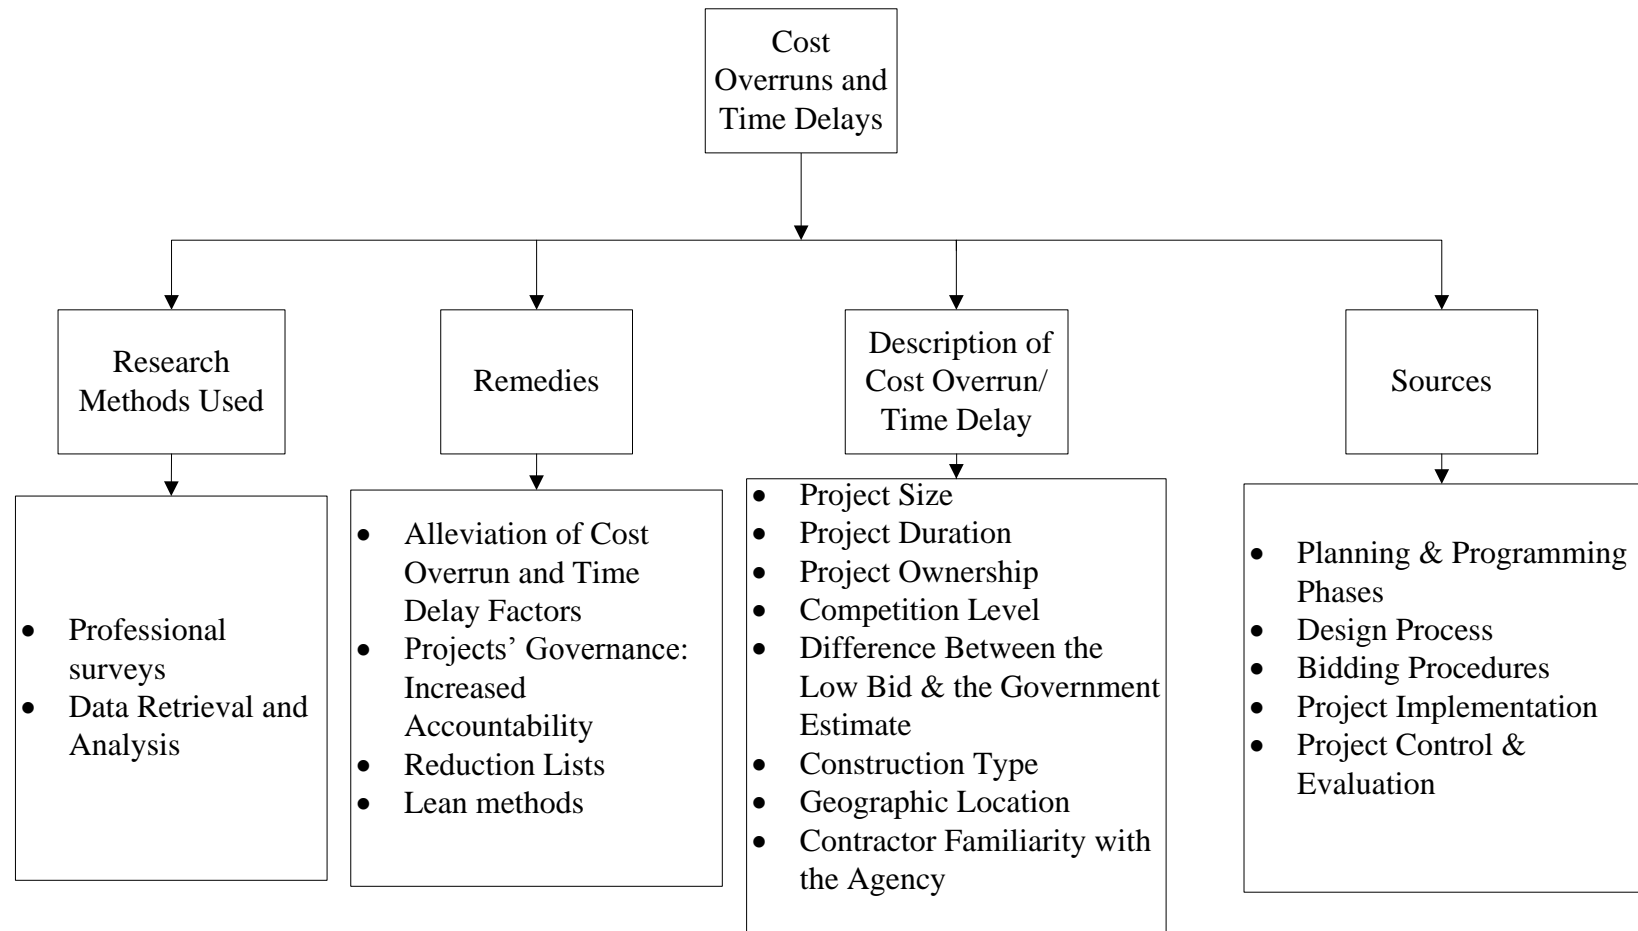 Cost
Overruns and
Time Delays
Research
Methods Used
Remedies
Description of
Cost Overrun/
Time Delay
Sources
• Professional
surveys
• Data Retrieval and
Analysis
• Alleviation of Cost
Overrun and Time
Delay Factors
• Projects’ Governance:
Increased
Accountability
• Reduction Lists
• Lean methods
• Project Size
• Project Duration
• Project Ownership
• Competition Level
• Difference Between the
Low Bid & the Government
Estimate
• Construction Type
• Geographic Location
• Contractor Familiarity with
the Agency
• Planning & Programming
Phases
• Design Process
• Bidding Procedures
• Project Implementation
• Project Control &
Evaluation